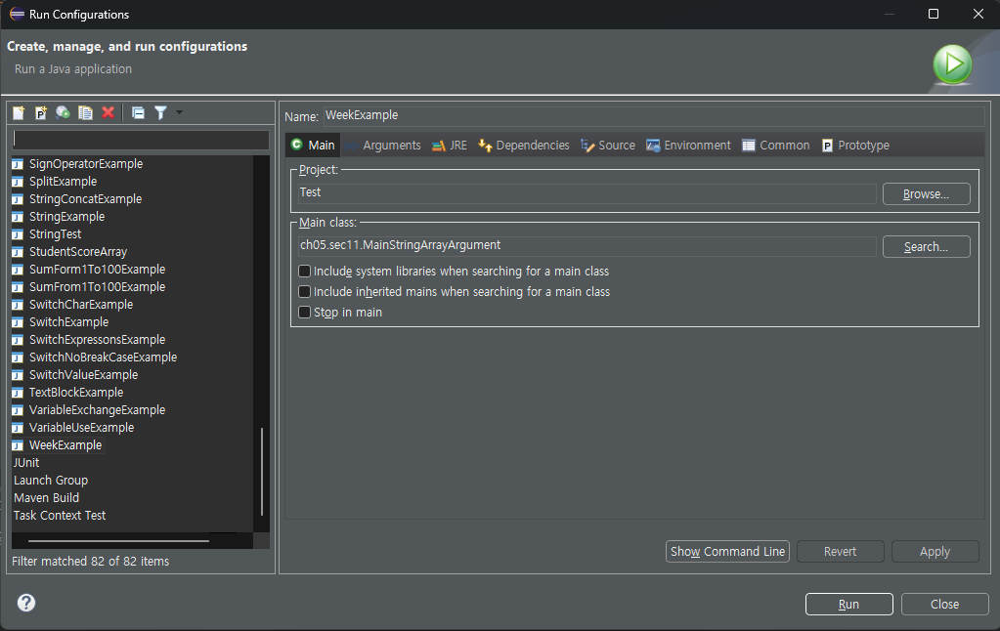 Run Configurations
Create, manage, and run configurations
Run a Java application
Name: WeekExample
Main Arguments JRE Dependencies Source Environment Common Prototype
Project:
Test
Browse...
Main class:
ch05.sec11.MainStringArrayArgument
Search...
Include system libraries when searching for a main class
Include inherited mains when searching for a main class
Stop in main
SignOperatorExample
SplitExample
StringConcatExample
StringExample
StringTest
StudentScoreArray
SumForm1To100Example
SumFrom1To100Example
SwitchCharExample
SwitchExample
SwitchExpressonsExample
SwitchNoBreakCaseExample
SwitchValueExample
TextBlockExample
VariableExchangeExample
VariableUseExample
WeekExample
JUnit
Launch Group
Maven Build
Task Context Test
Filter matched 82 of 82 items
Show Command Line Revert Apply
Run Close